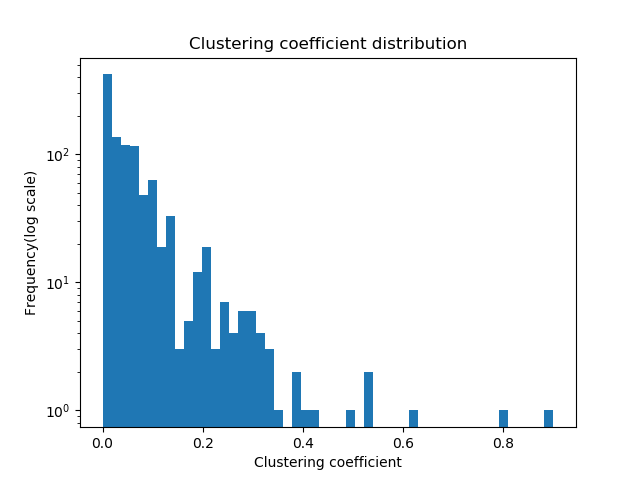 Clustering coefficient distribution
Frequency(log scale)
10²
10¹
10⁰
0.0 0.2 0.4 0.6 0.8
Clustering coefficient